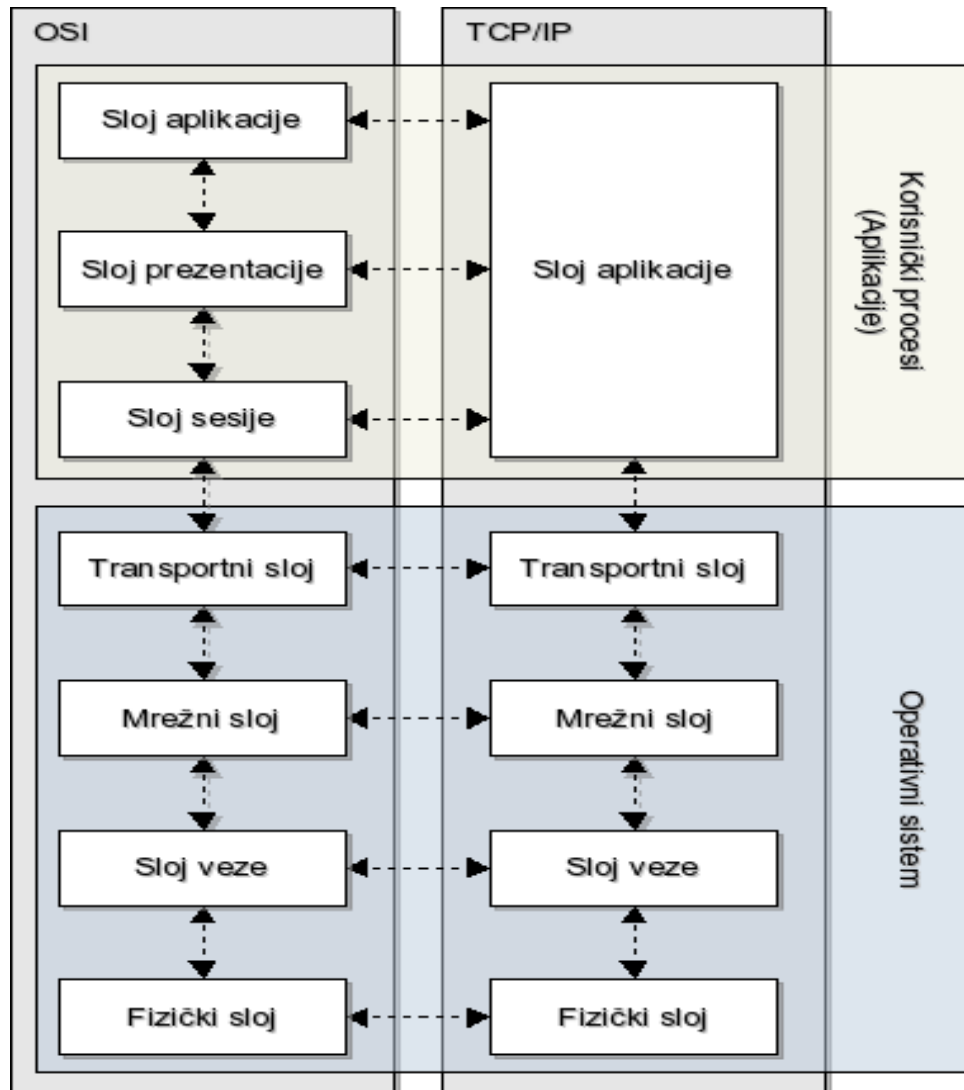 OSI
TCP/IP
Sloj aplikacije
Sloj prezentacije
Sloj aplikacije
Sloj sesije
Korisnički procesi
(Aplikacije)
Transportni sloj
Transportni sloj
Mrežni sloj
Mrežni sloj
Sloj veze
Sloj veze
Fizički sloj
Fizički sloj
Operativni sistem